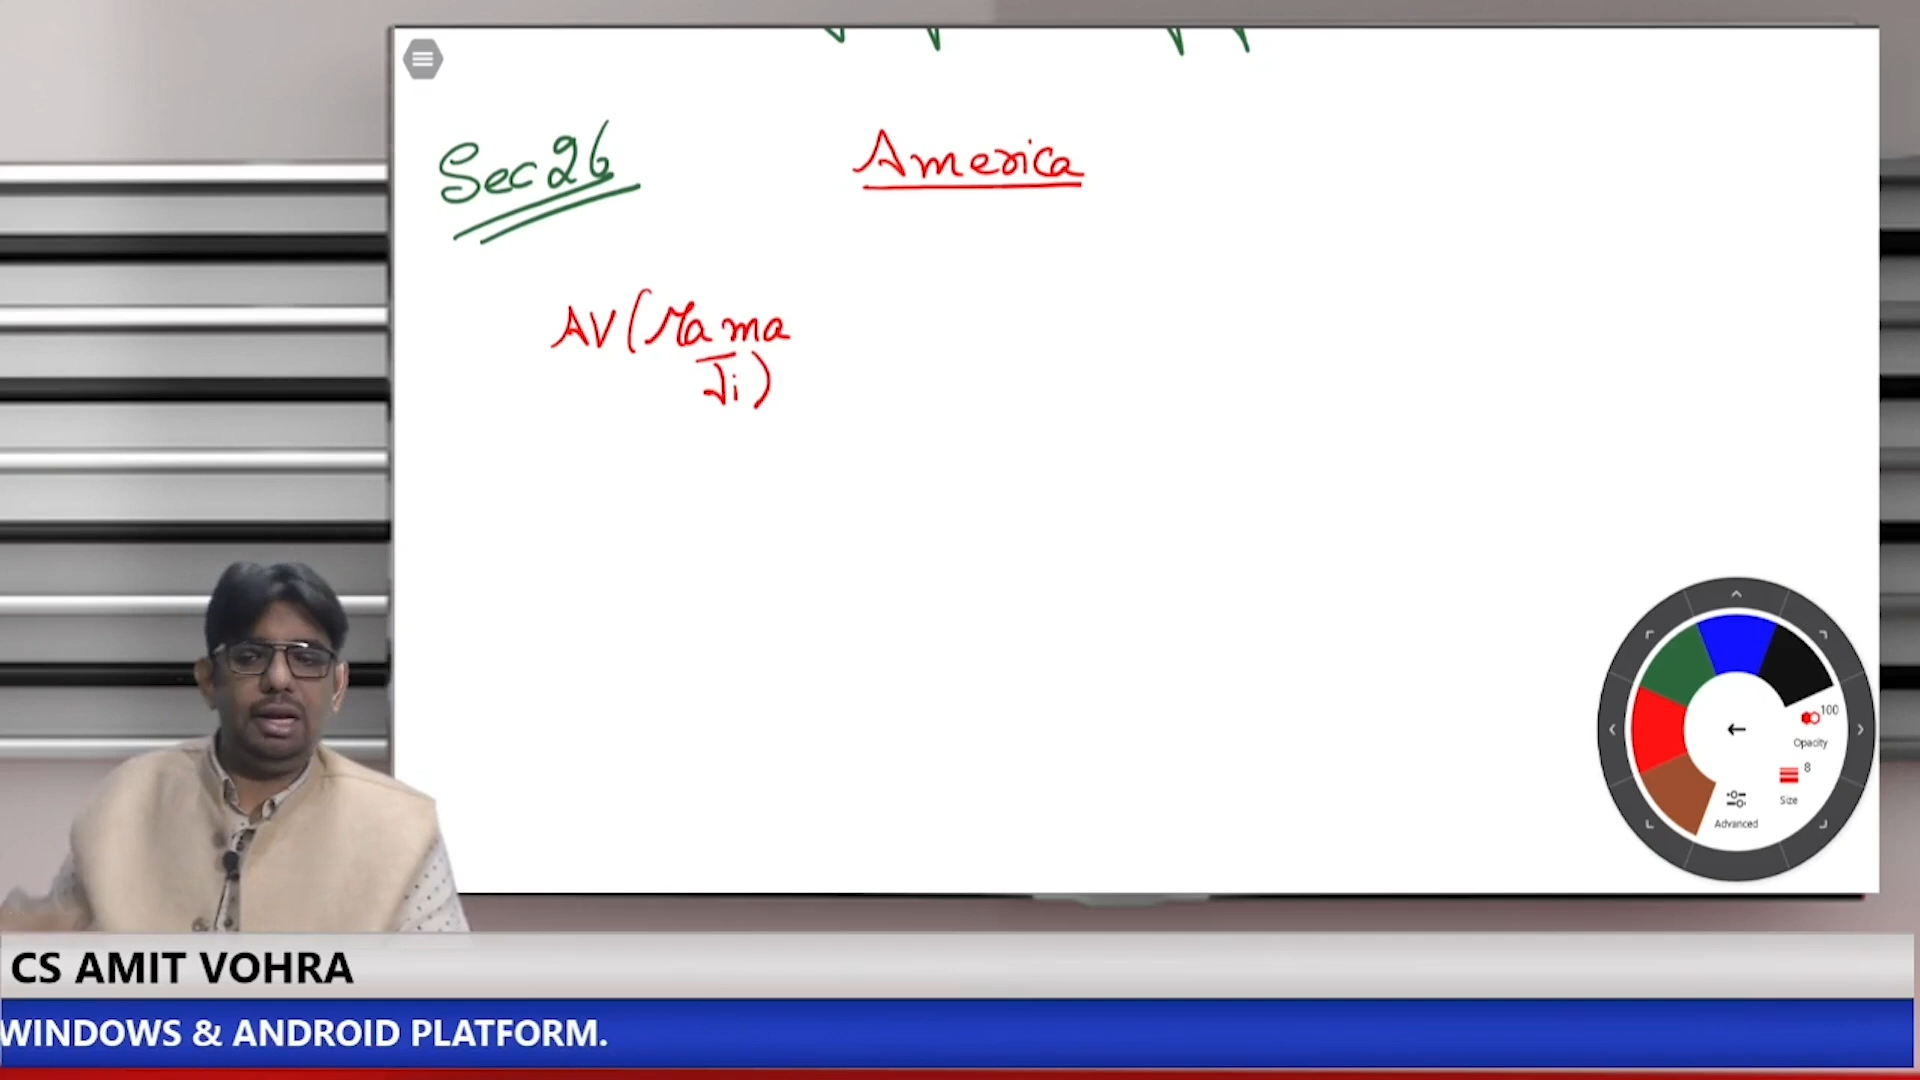 Sec 26
America
AV (Mama
Ji)
100
Opacity
8
Size
Advanced
CS AMIT VOHRA
WINDOWS & ANDROID PLATFORM.